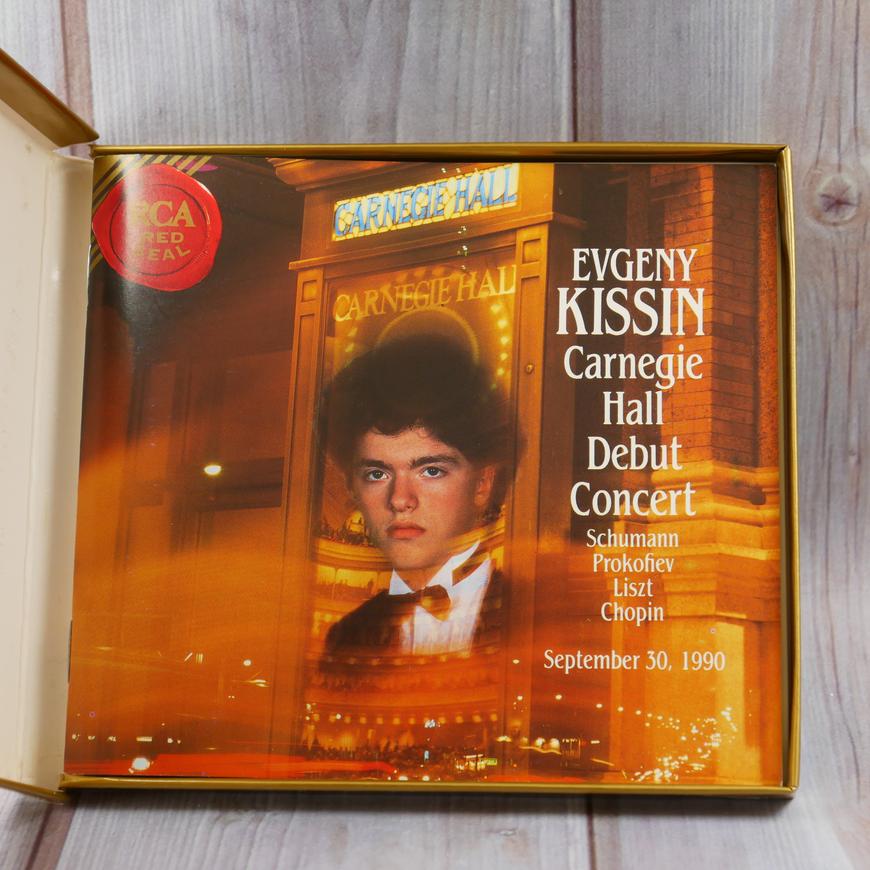 RCA
RED
SEAL
CARNEGIE HALL
CARNEGIE HALL
EVGENY
KISSIN
Carnegie
Hall
Debut
Concert
Schumann
Prokofiev
Liszt
Chopin
September 30, 1990